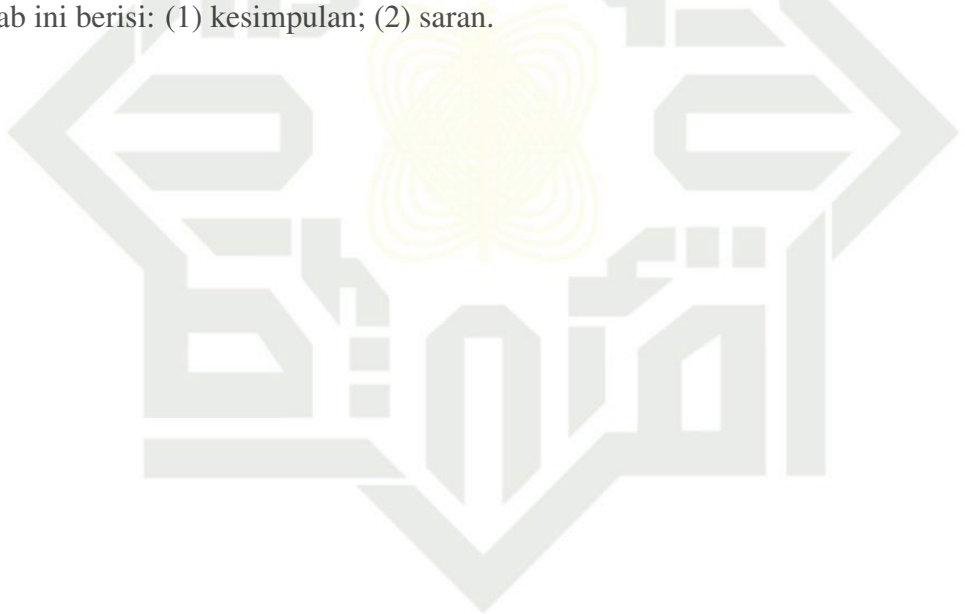 ab ini berisi: (1) kesimpulan; (2) saran.